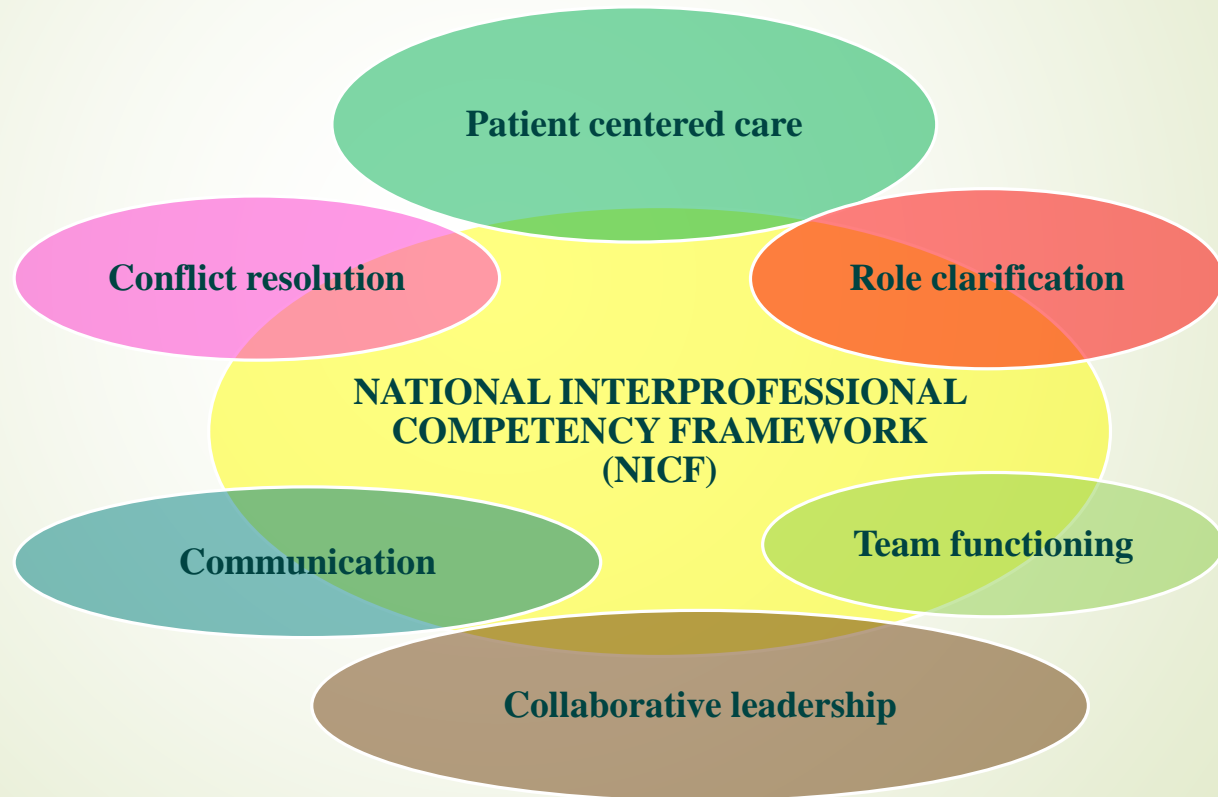 Patient centered care
Conflict resolution
Role clarification
NATIONAL INTERPROFESSIONAL
COMPETENCY FRAMEWORK
(NICF)
Communication
Team functioning
Collaborative leadership